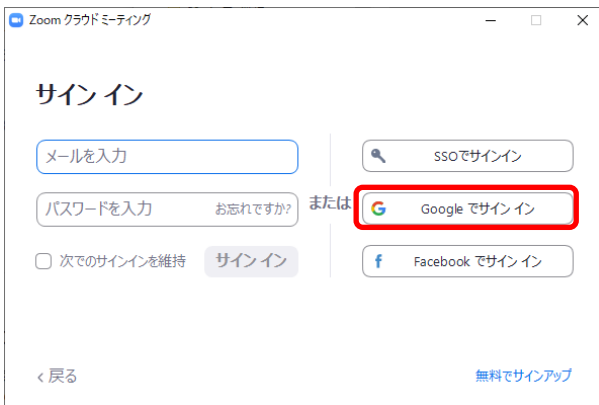 Zoom クラウド ミーティング
サイン イン
メールを入力
パスワードを入力 お忘れですか?
次でのサインインを維持 サイン イン
または
SSOでサインイン
Google でサイン イン
Facebook でサイン イン
戻る
無料でサインアップ